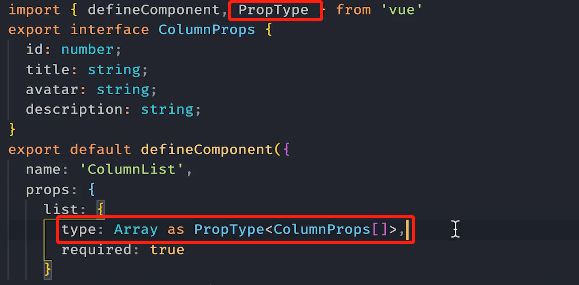 import { defineComponent, PropType } from 'vue'
export interface ColumnProps {
id: number;
title: string;
avatar: string;
description: string;
}
export default defineComponent({
name: 'ColumnList',
props: {
list: {
type: Array as PropType<ColumnProps[]>,
required: true
}